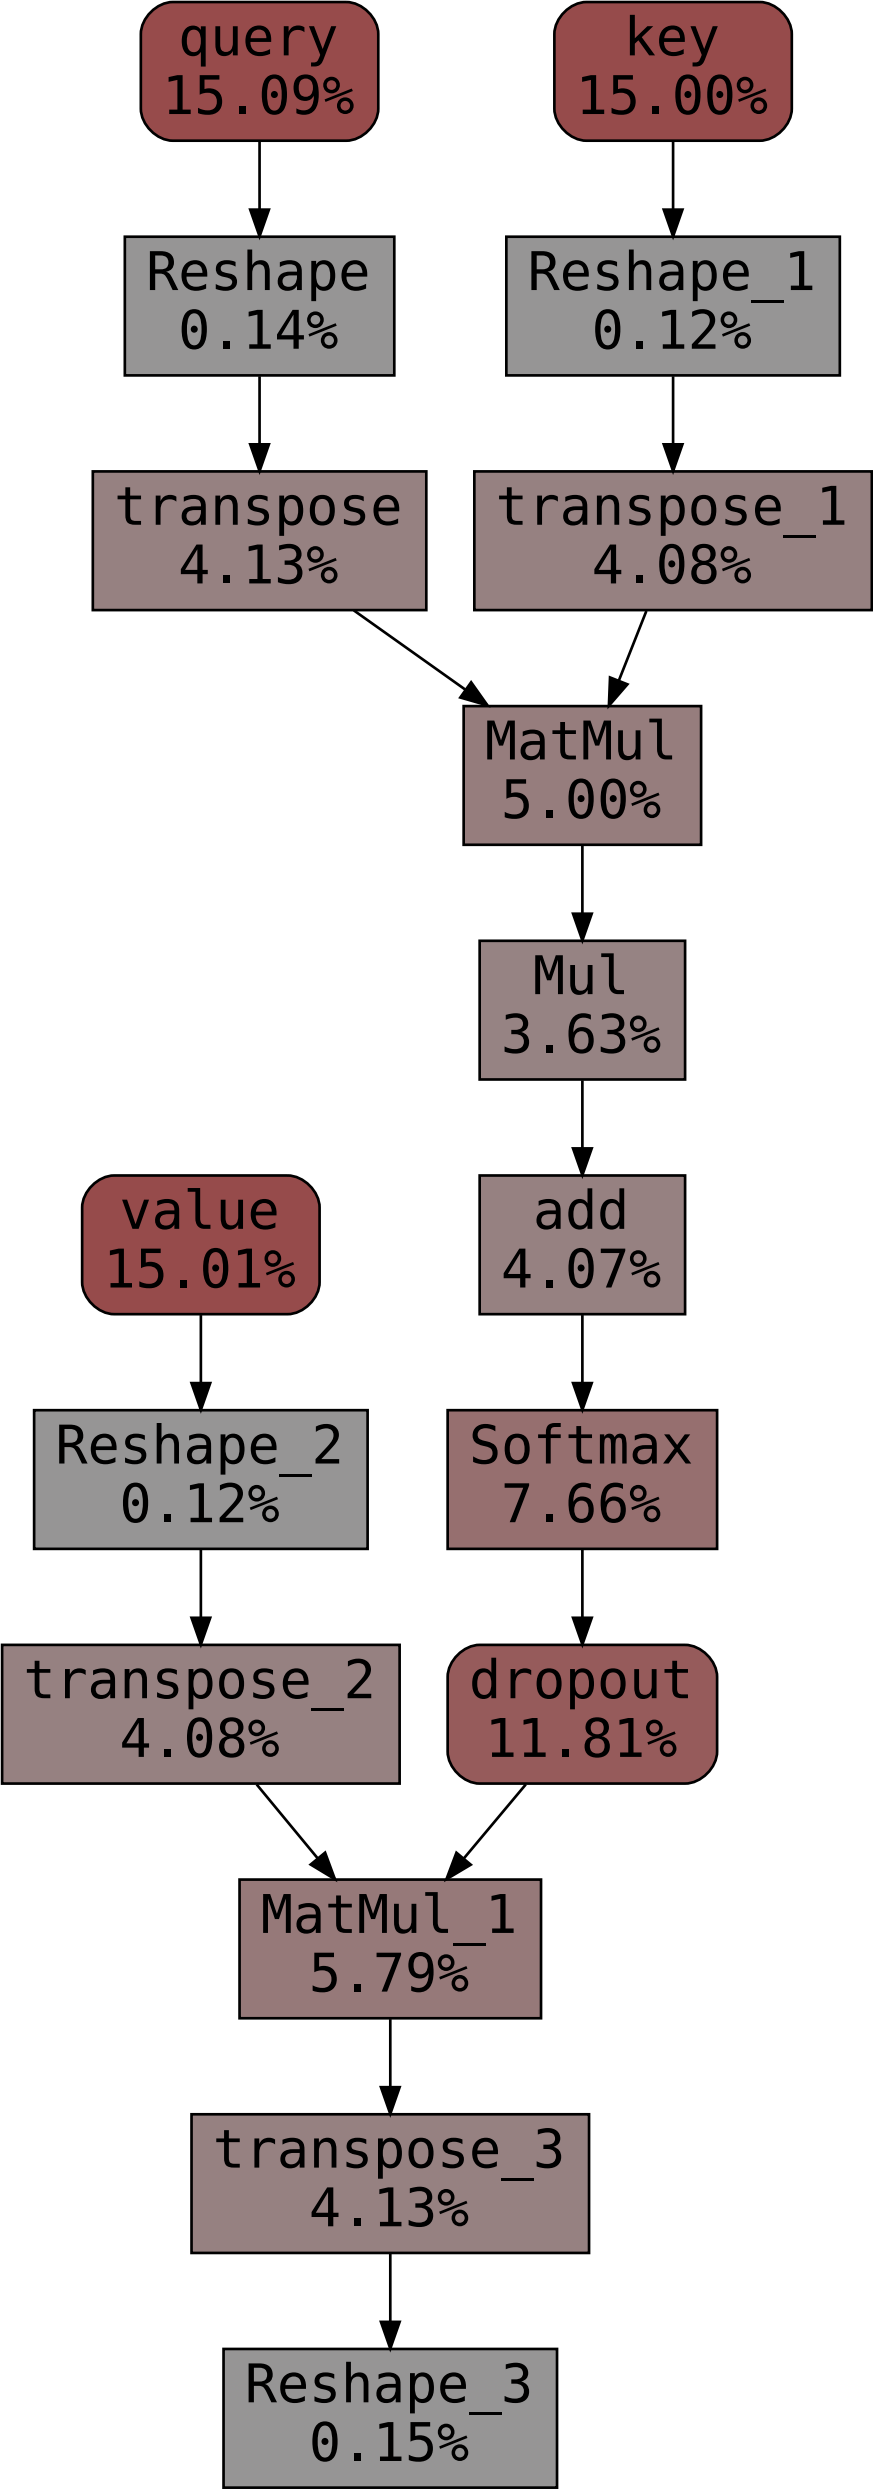 query
15.09%
key
15.00%
Reshape
0.14%
Reshape_1
0.12%
transpose
4.13%
transpose_1
4.08%
MatMul
5.00%
Mul
3.63%
value
15.01%
add
4.07%
Reshape_2
0.12%
Softmax
7.66%
transpose_2
4.08%
dropout
11.81%
MatMul_1
5.79%
transpose_3
4.13%
Reshape_3
0.15%